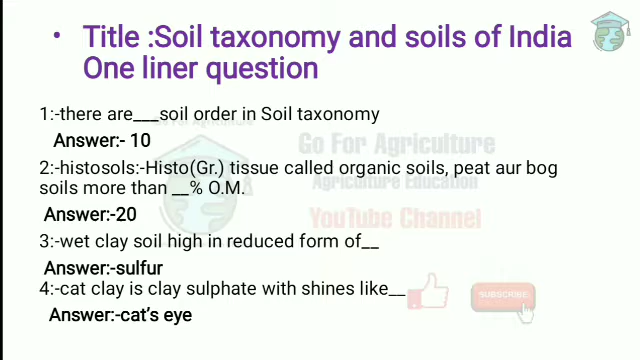 • Title :Soil taxonomy and soils of India
One liner question
1:-there are___soil order in Soil taxonomy
Answer:- 10
2:-histosols:-Histo(Gr.) tissue called organic soils, peat aur bog
soils more than __% O.M.
Answer:-20
3:-wet clay soil high in reduced form of__
Answer:-sulfur
4:-cat clay is clay sulphate with shines like__
Answer:-cat’s eye
Go For Agriculture
Agriculture Education
YouTube Channel
SUBSCRIBE